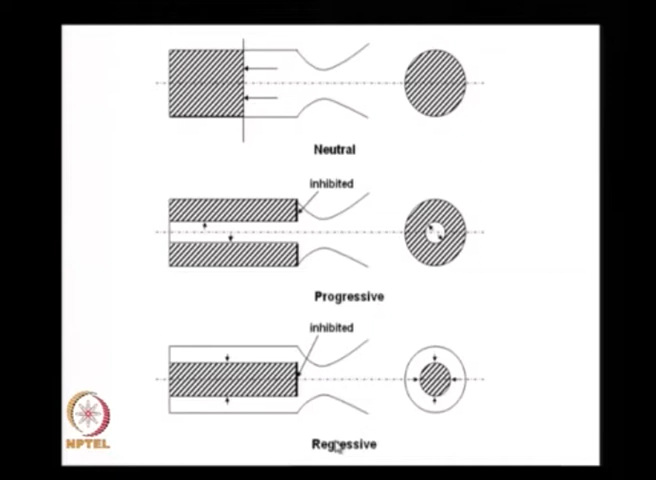 Neutral
inhibited
Progressive
inhibited
Regressive
NPTEL